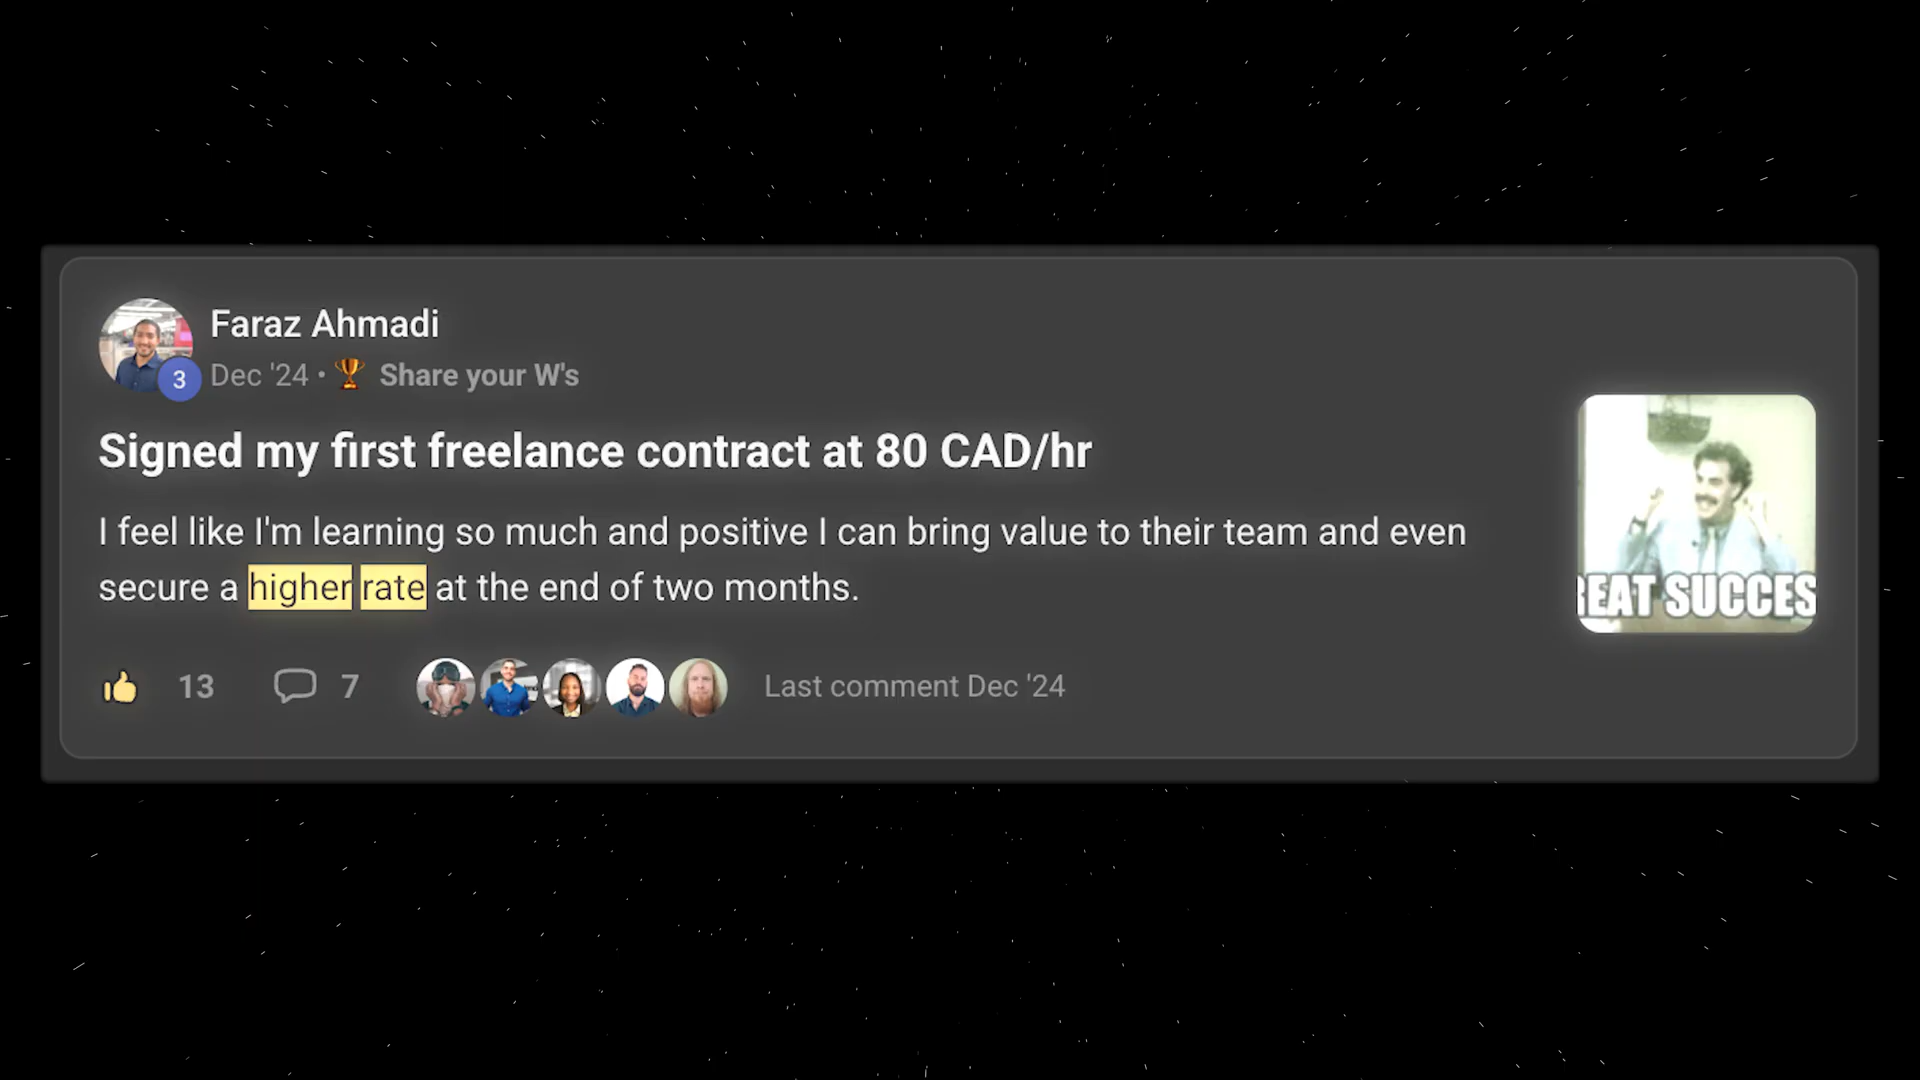 Faraz Ahmadi
3
Dec '24 • 🏆 Share your W's
Signed my first freelance contract at 80 CAD/hr
I feel like I'm learning so much and positive I can bring value to their team and even
secure a higher rate at the end of two months.
REAT SUCCES
13 7 Last comment Dec '24